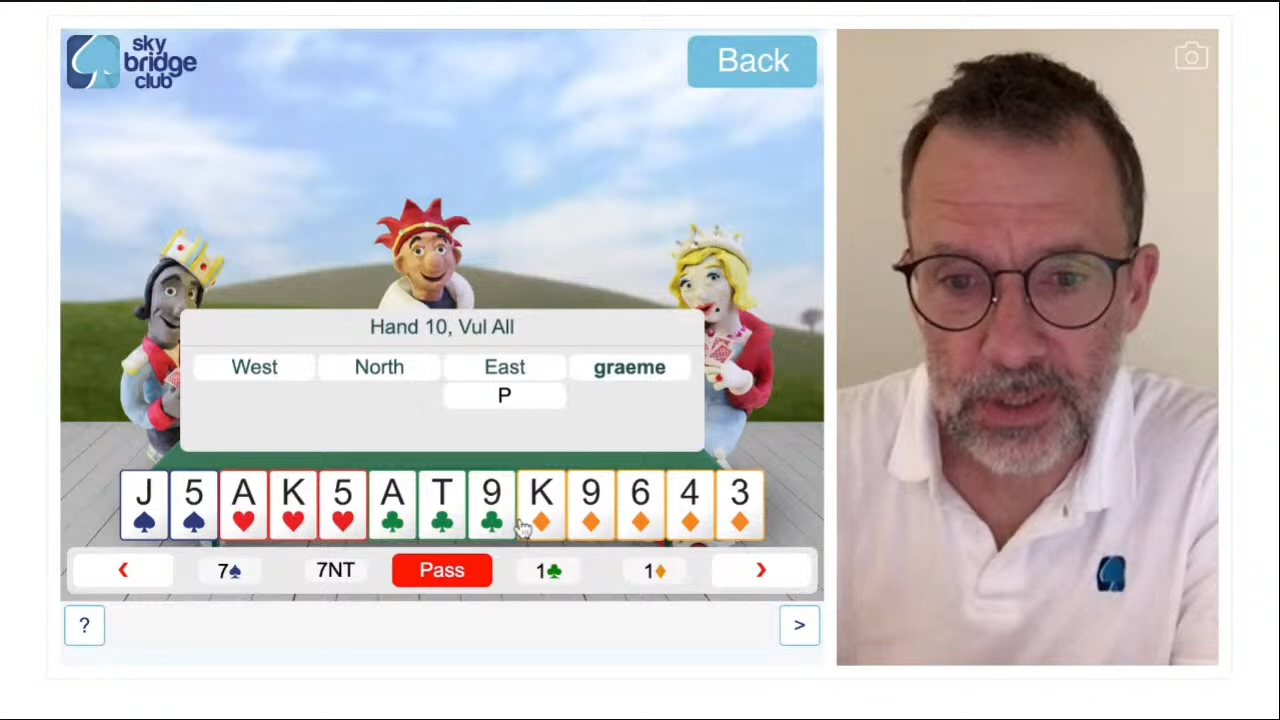 sky
bridge
club
Back
Hand 10, Vul All
West North East graeme
P
J 5 A K 5 A T 9 K 9 6 4 3
♠ ♠ ♥ ♥ ♥ ♣ ♣ ♣ ♦ ♦ ♦ ♦ ♦
< 7♠ 7NT Pass 1♣ 1♦ >
? >